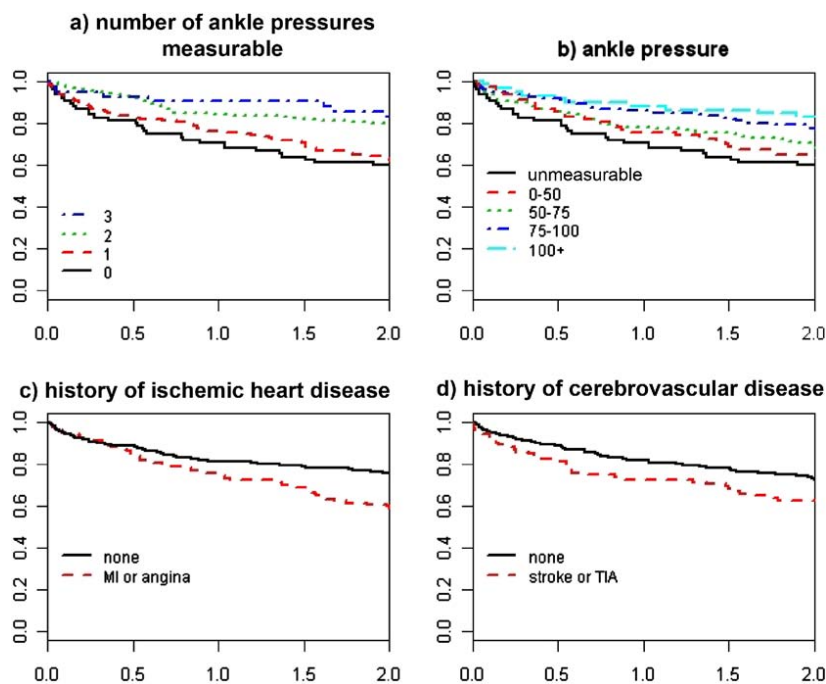 a) number of ankle pressures
measurable
1.0
0.8
0.6
0.4
0.2
0.0
3
2
1
0
0.0 0.5 1.0 1.5 2.0
b) ankle pressure
1.0
0.8
0.6
0.4
0.2
0.0
unmeasurable
0-50
50-75
75-100
100+
0.0 0.5 1.0 1.5 2.0
c) history of ischemic heart disease
1.0
0.8
0.6
0.4
0.2
0.0
none
MI or angina
0.0 0.5 1.0 1.5 2.0
d) history of cerebrovascular disease
1.0
0.8
0.6
0.4
0.2
0.0
none
stroke or TIA
0.0 0.5 1.0 1.5 2.0